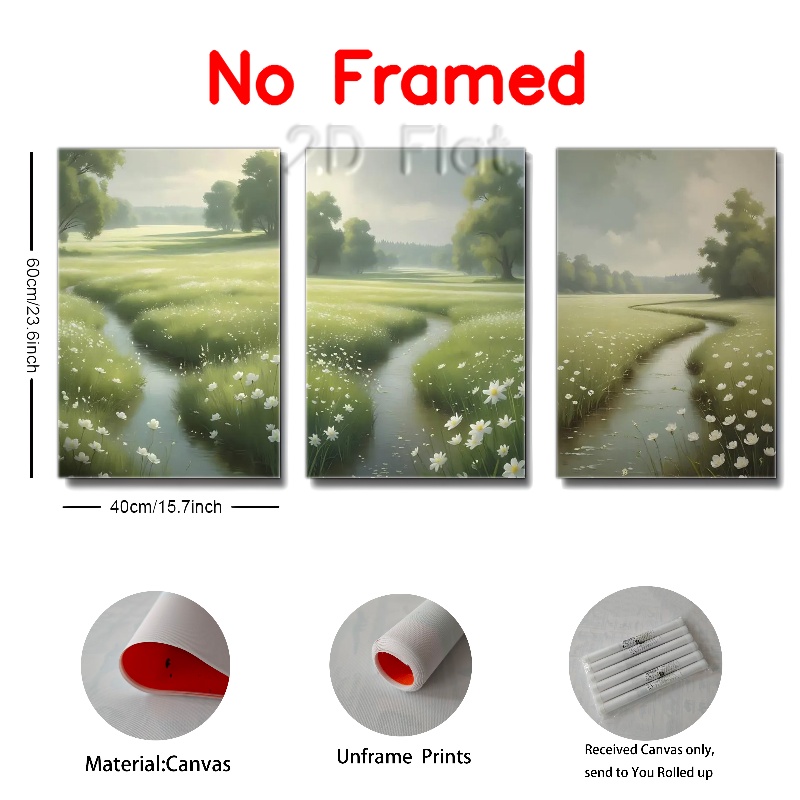 No Framed
2D Flat
60cm/23.6inch
40cm/15.7inch
Material:Canvas
Unframe Prints
Received Canvas only,
send to You Rolled up